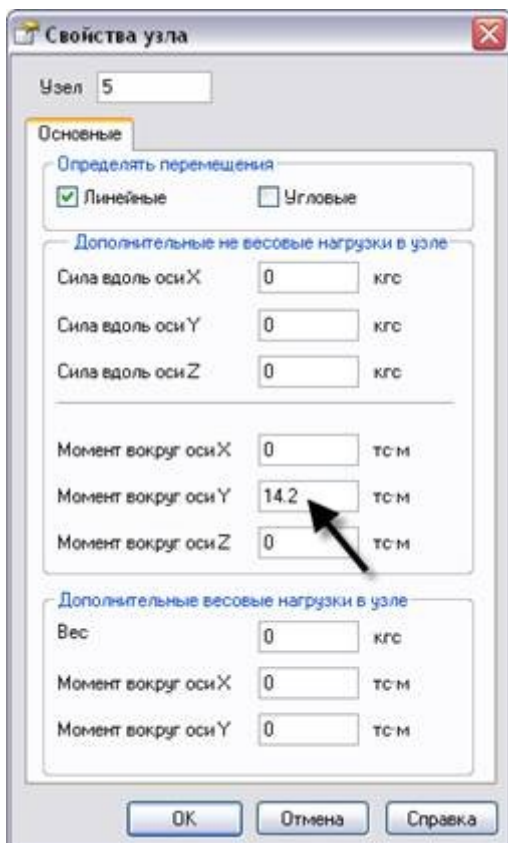 Свойства узла
Узел 5
Основные
Определять перемещения
Линейные Угловые
Дополнительные не весовые нагрузки в узле
Сила вдоль оси X 0 кгс
Сила вдоль оси Y 0 кгс
Сила вдоль оси Z 0 кгс
Момент вокруг оси X 0 тс·м
Момент вокруг оси Y 14.2 тс·м
Момент вокруг оси Z 0 тс·м
Дополнительные весовые нагрузки в узле
Вес 0 кгс
Момент вокруг оси X 0 тс·м
Момент вокруг оси Y 0 тс·м
OK Отмена Справка